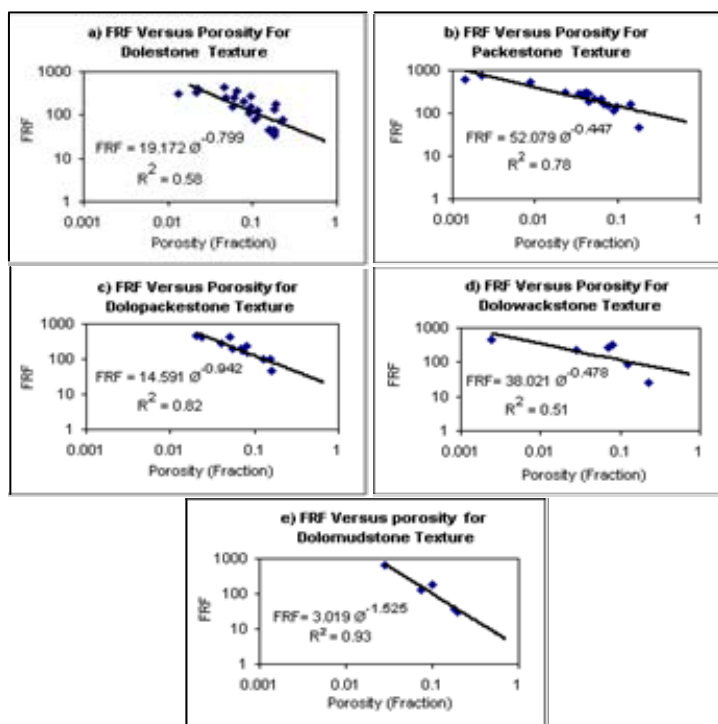 a) FRF Versus Porosity For
Dolestone Texture
1000
100
10
1
FRF
FRF = 19.172 Ø^-0.799
R² = 0.58
0.001 0.01 0.1 1
Porosity (Fraction)
b) FRF Versus Porosity For
Packestone Texture
1000
100
10
1
FRF
FRF = 52.079 Ø^-0.447
R² = 0.78
0.001 0.01 0.1 1
Porosity (Fraction)
c) FRF Versus Porosity for
Dolopackestone Texture
1000
100
10
1
FRF
FRF = 14.591 Ø^-0.942
R² = 0.82
0.001 0.01 0.1 1
Porosity (Fraction)
d) FRF Versus Porosity For
Dolowackstone Texture
1000
100
10
1
FRF
FRF= 38.021 Ø^-0.478
R² = 0.51
0.001 0.01 0.1 1
Porosity (Fraction)
e) FRF Versus porosity for
Dolomudstone Texture
1000
100
10
1
FRF
FRF= 3.019 Ø^-1.525
R² = 0.93
0.001 0.01 0.1 1
Porosity (Fraction)